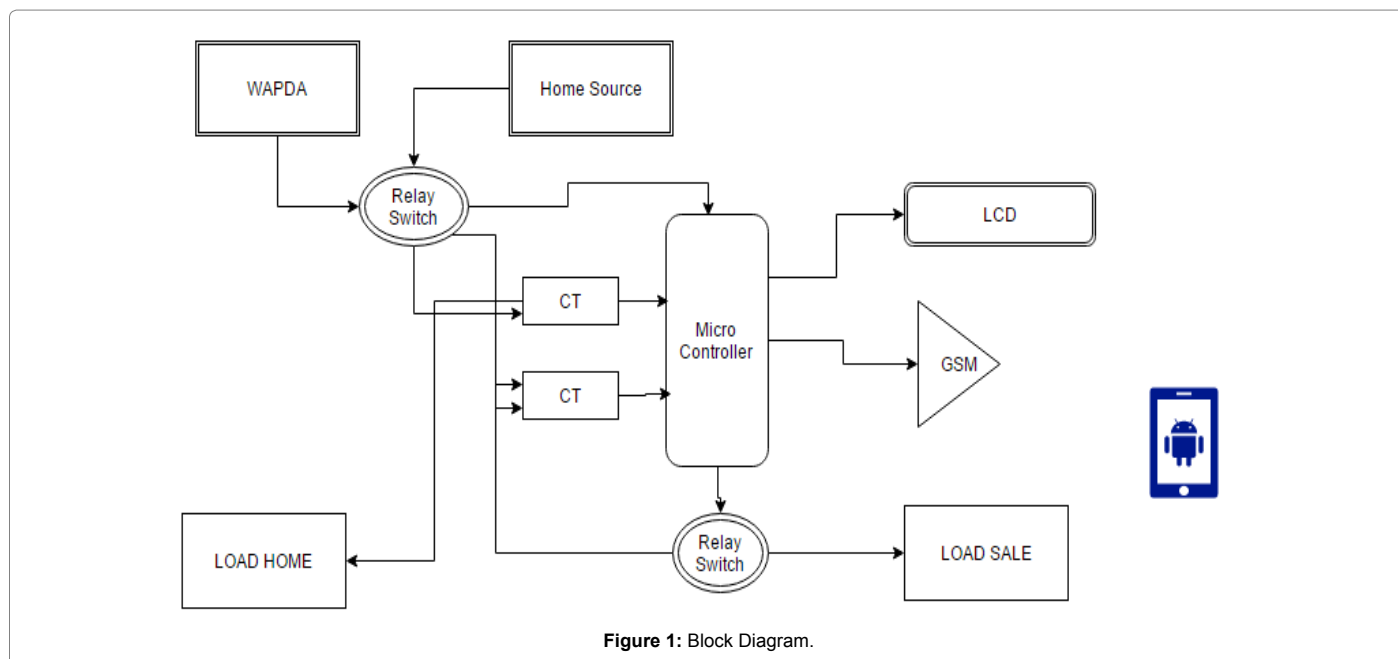 WAPDA
Home Source
Relay
Switch
LCD
CT
Micro
Controller
GSM
CT
LOAD HOME
Relay
Switch
LOAD SALE
Figure 1: Block Diagram.